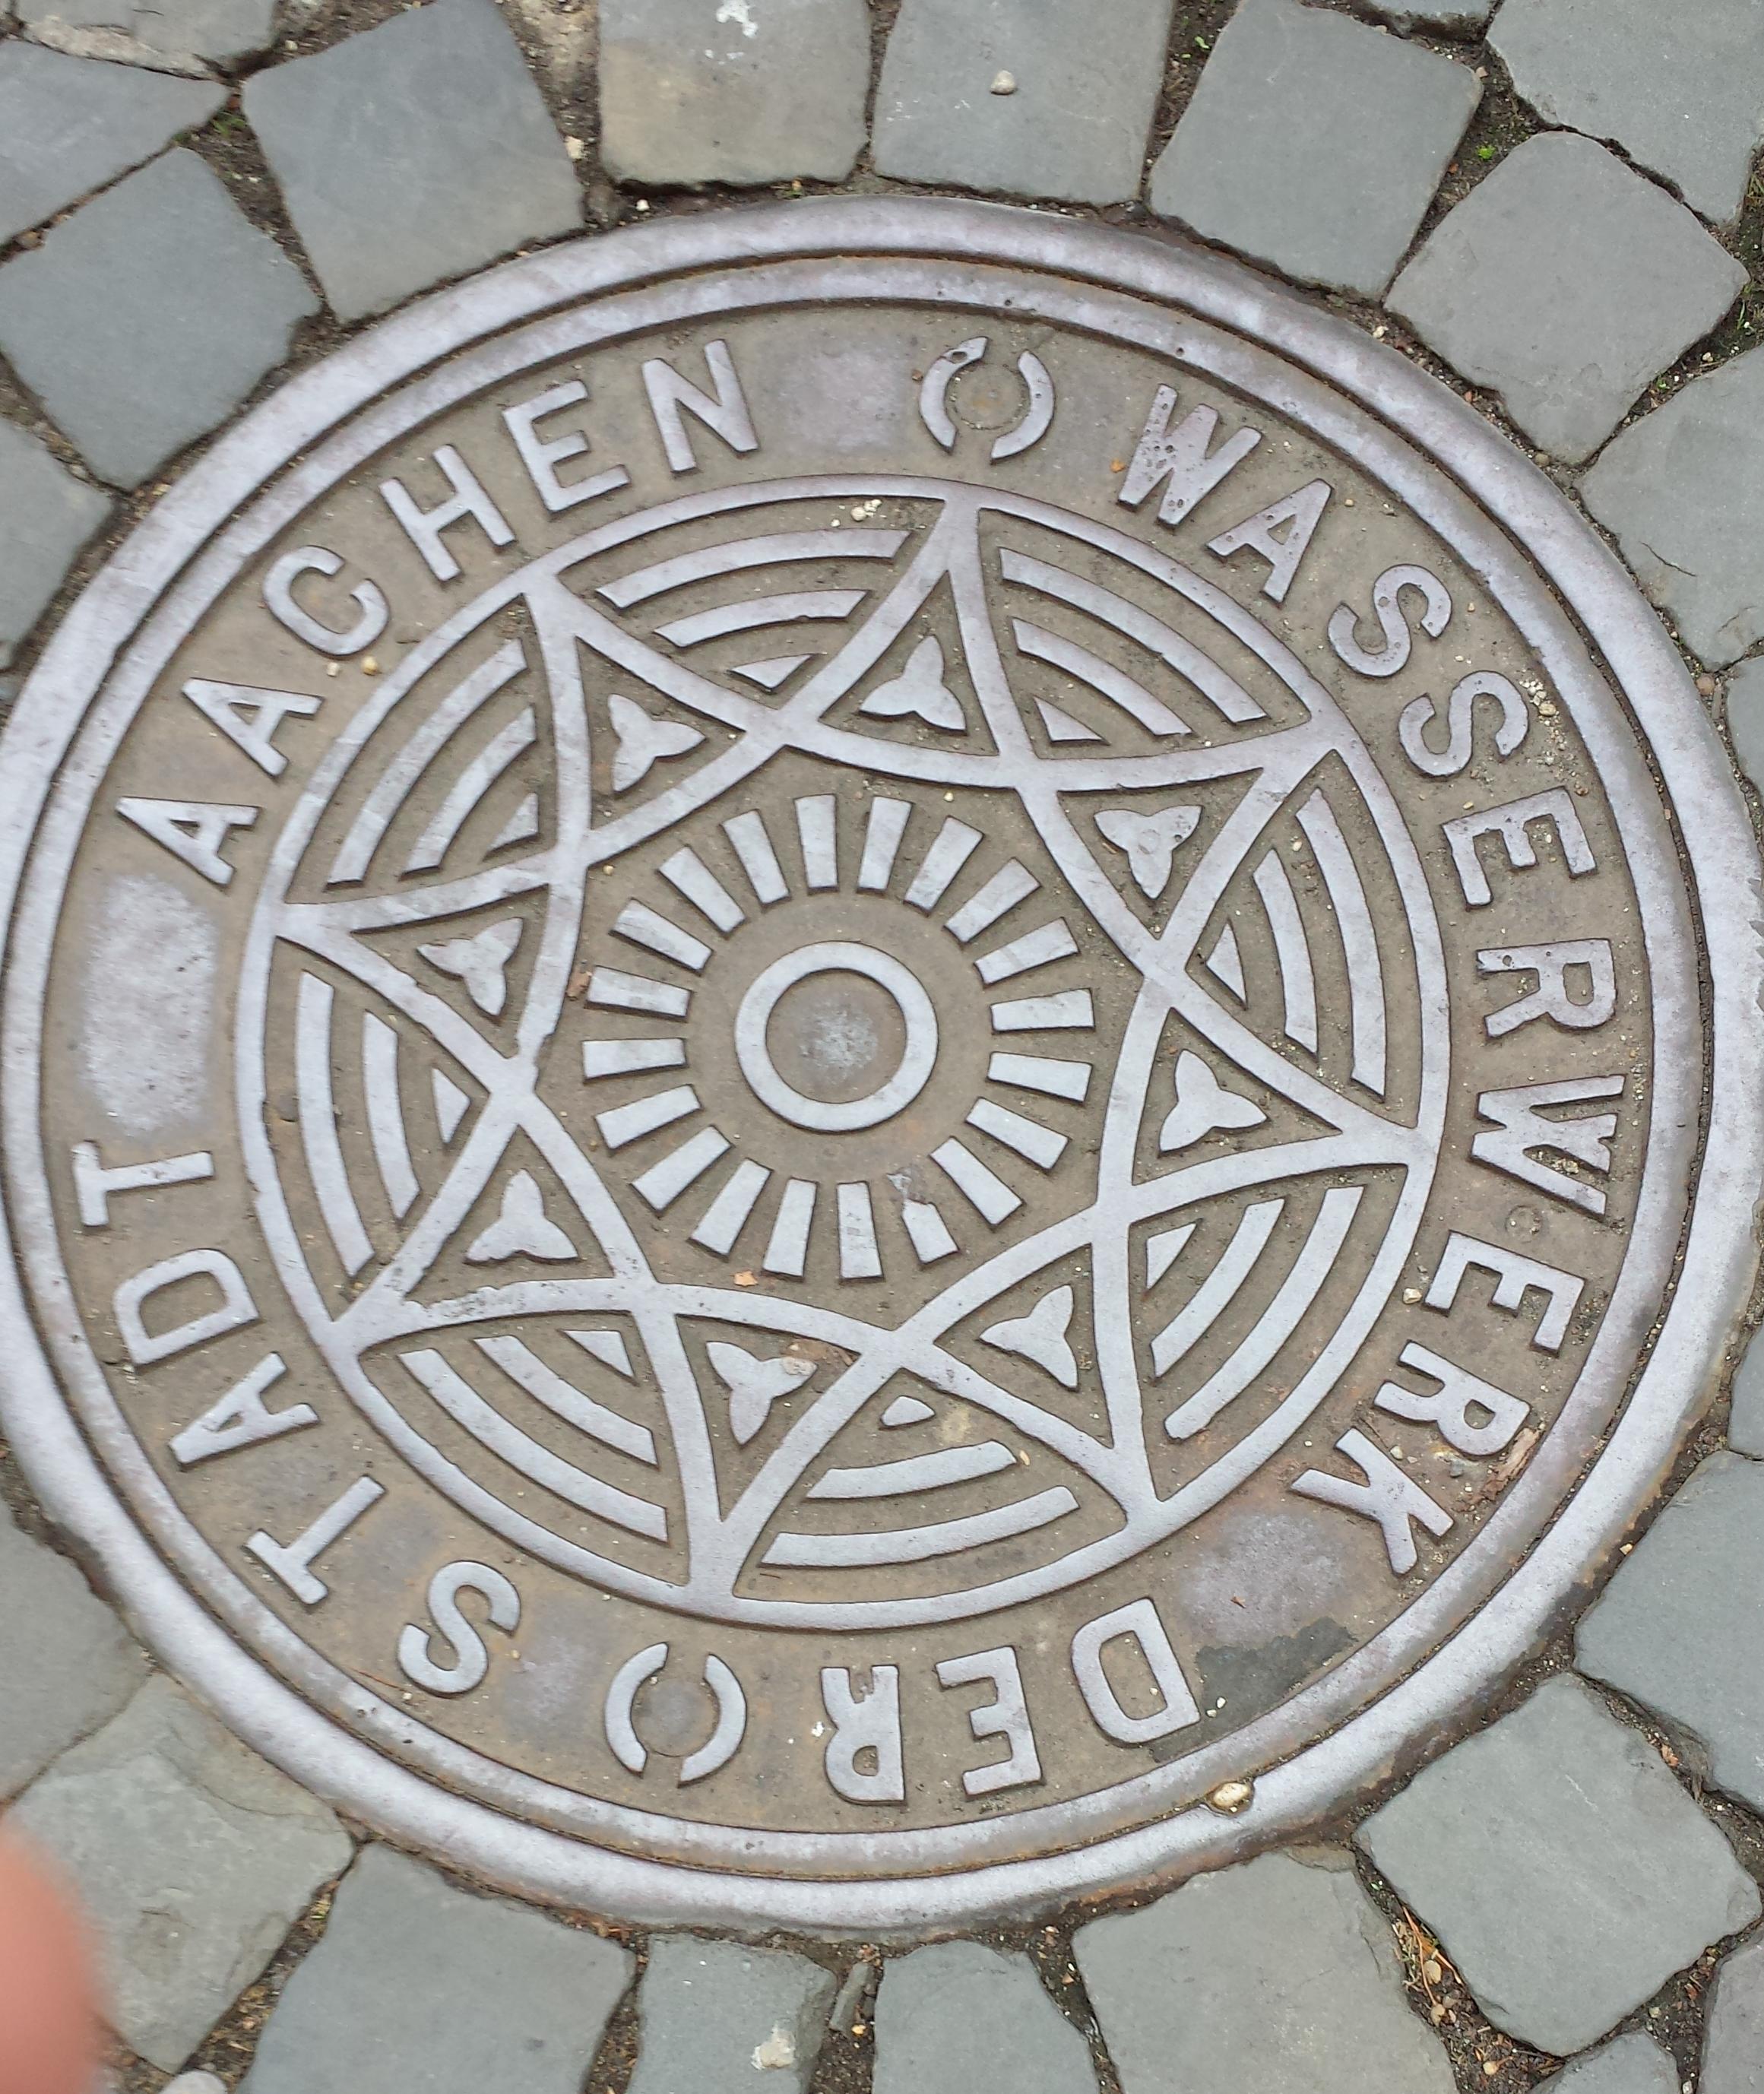 WASSERWERK DER STADT AACHEN